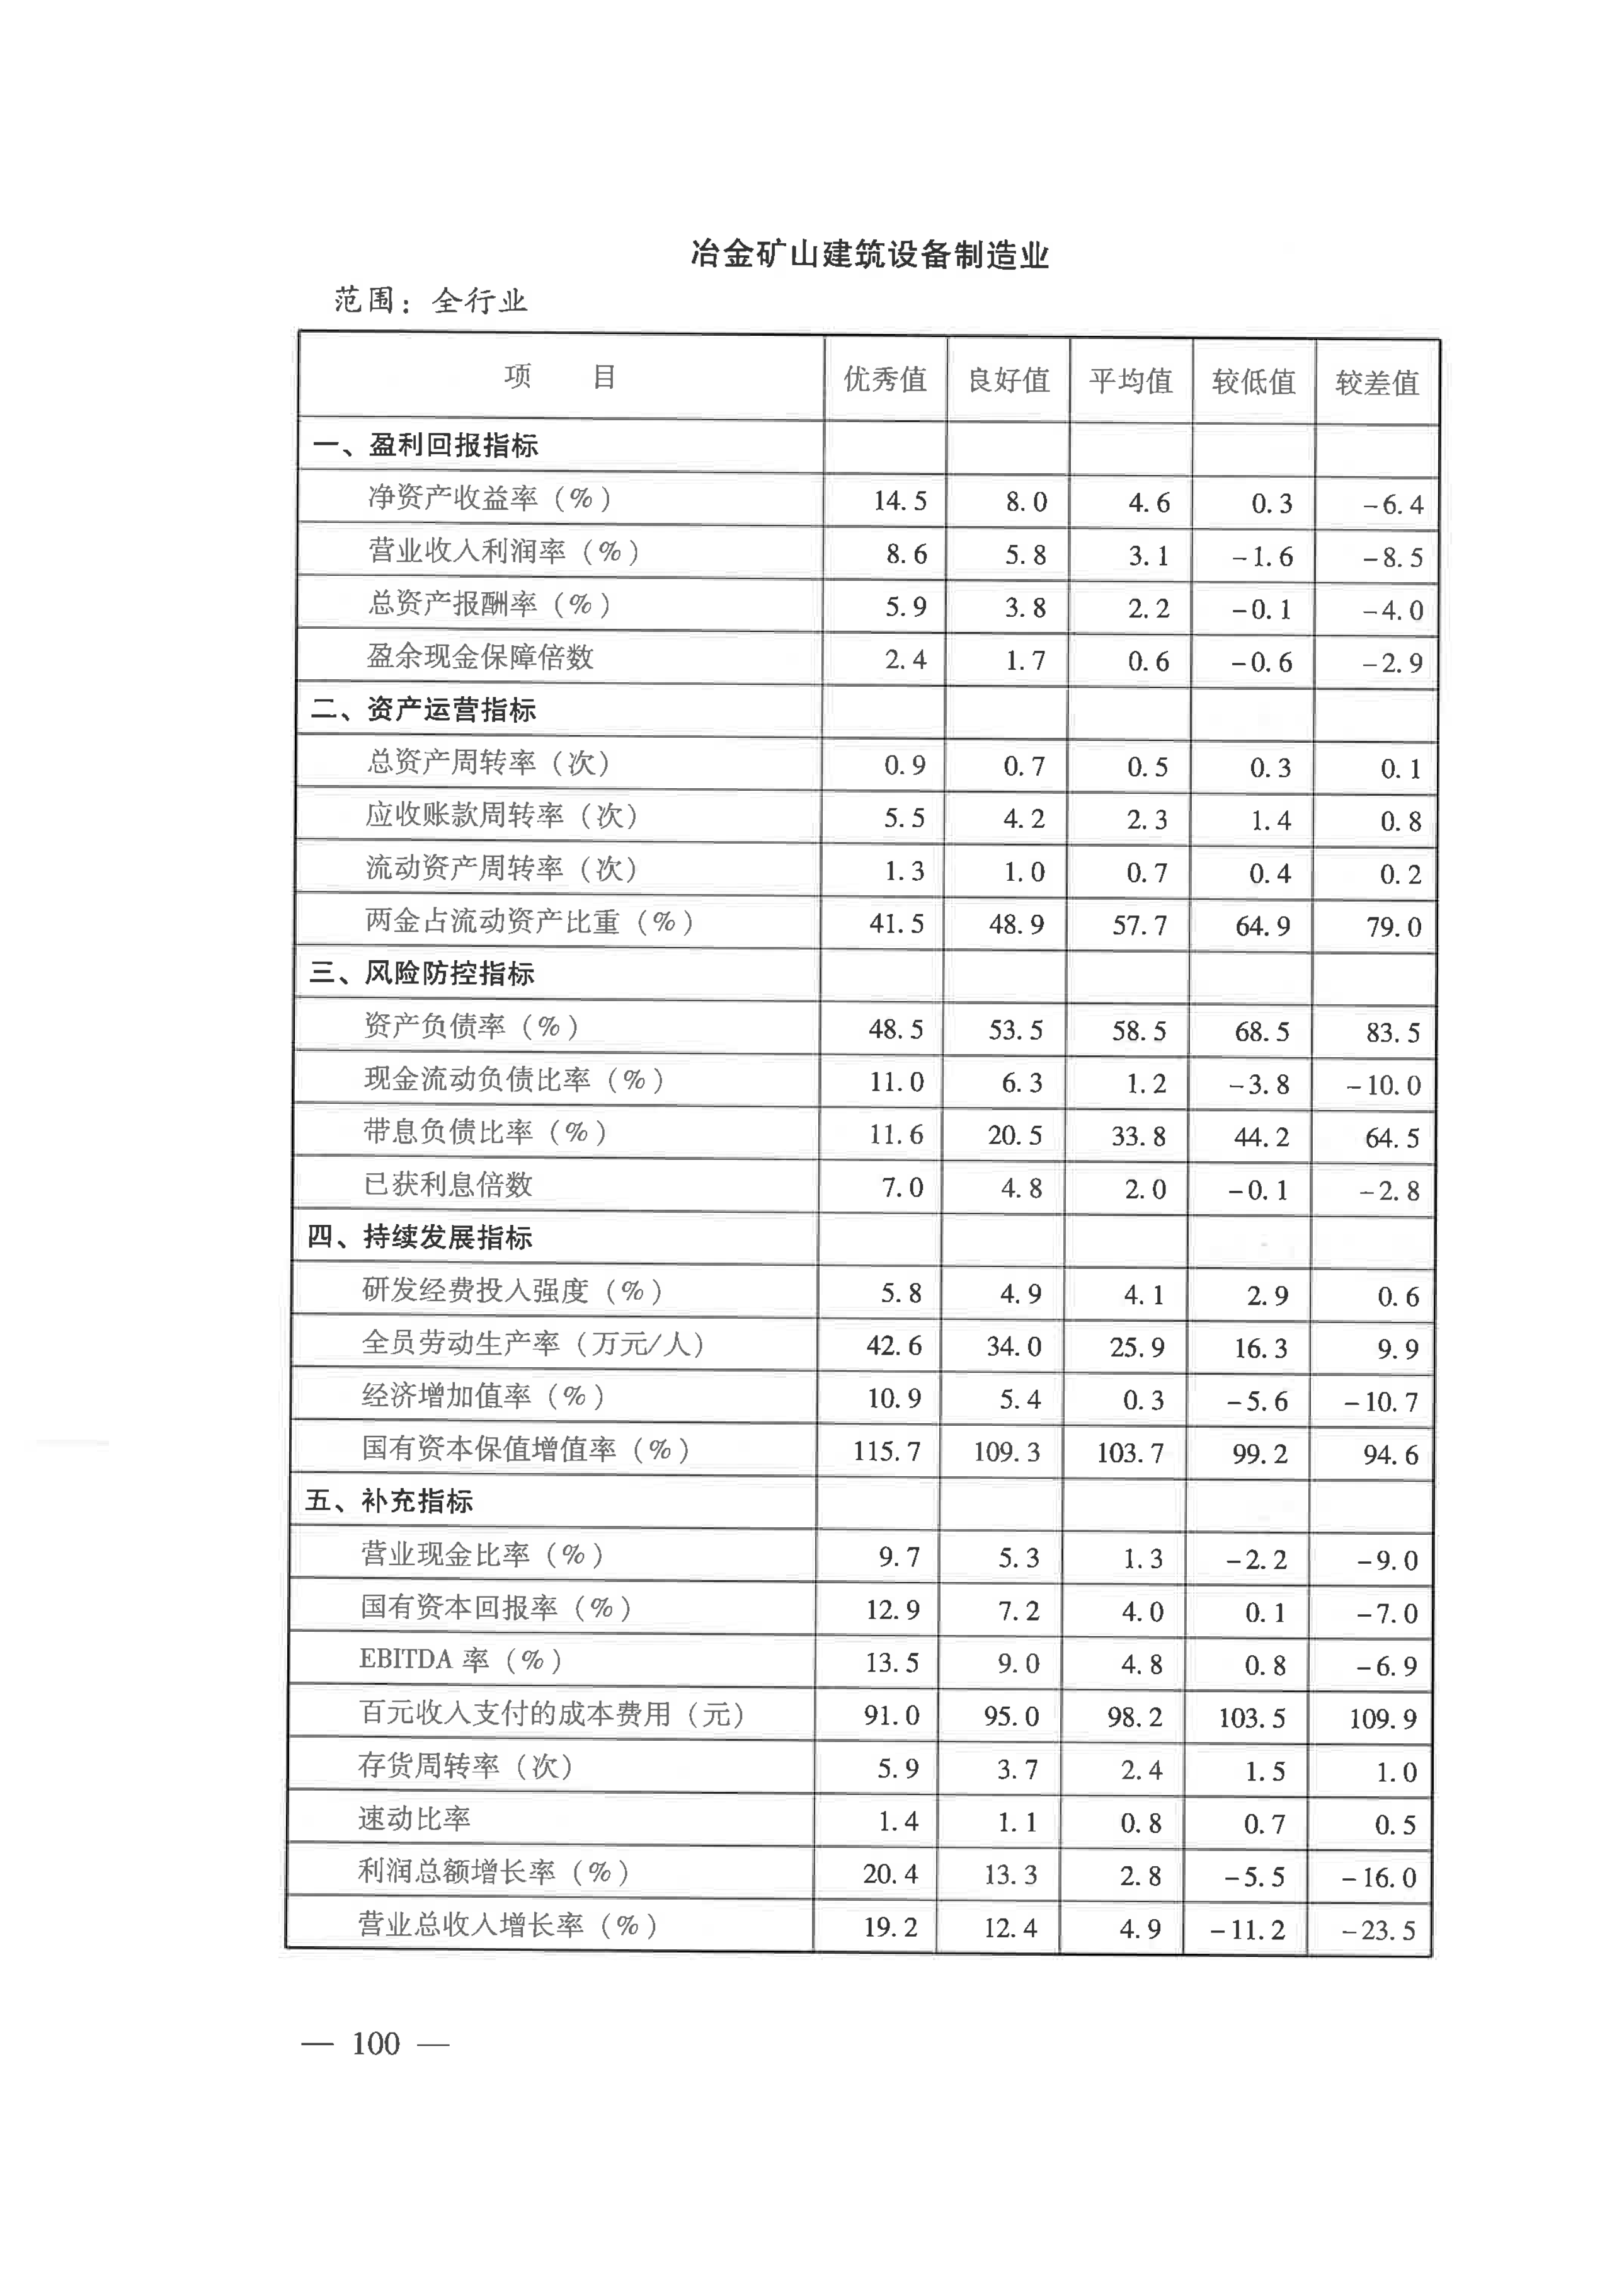 冶金矿山建筑设备制造业
范围：全行业
项 目 优秀值 良好值 平均值 较低值 较差值
一、盈利回报指标
净资产收益率（%） 14.5 8.0 4.6 0.3 -6.4
营业收入利润率（%） 8.6 5.8 3.1 -1.6 -8.5
总资产报酬率（%） 5.9 3.8 2.2 -0.1 -4.0
盈余现金保障倍数 2.4 1.7 0.6 -0.6 -2.9
二、资产运营指标
总资产周转率（次） 0.9 0.7 0.5 0.3 0.1
应收账款周转率（次） 5.5 4.2 2.3 1.4 0.8
流动资产周转率（次） 1.3 1.0 0.7 0.4 0.2
两金占流动资产比重（%） 41.5 48.9 57.7 64.9 79.0
三、风险防控指标
资产负债率（%） 48.5 53.5 58.5 68.5 83.5
现金流动负债比率（%） 11.0 6.3 1.2 -3.8 -10.0
带息负债比率（%） 11.6 20.5 33.8 44.2 64.5
已获利息倍数 7.0 4.8 2.0 -0.1 -2.8
四、持续发展指标
研发经费投入强度（%） 5.8 4.9 4.1 2.9 0.6
全员劳动生产率（万元/人） 42.6 34.0 25.9 16.3 9.9
经济增加值率（%） 10.9 5.4 0.3 -5.6 -10.7
国有资本保值增值率（%） 115.7 109.3 103.7 99.2 94.6
五、补充指标
营业现金比率（%） 9.7 5.3 1.3 -2.2 -9.0
国有资本回报率（%） 12.9 7.2 4.0 0.1 -7.0
EBITDA 率（%） 13.5 9.0 4.8 0.8 -6.9
百元收入支付的成本费用（元） 91.0 95.0 98.2 103.5 109.9
存货周转率（次） 5.9 3.7 2.4 1.5 1.0
速动比率 1.4 1.1 0.8 0.7 0.5
利润总额增长率（%） 20.4 13.3 2.8 -5.5 -16.0
营业总收入增长率（%） 19.2 12.4 4.9 -11.2 -23.5
— 100 —